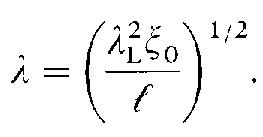 λ = (λ_L^2 ξ_0 / ℓ)^{1/2}.